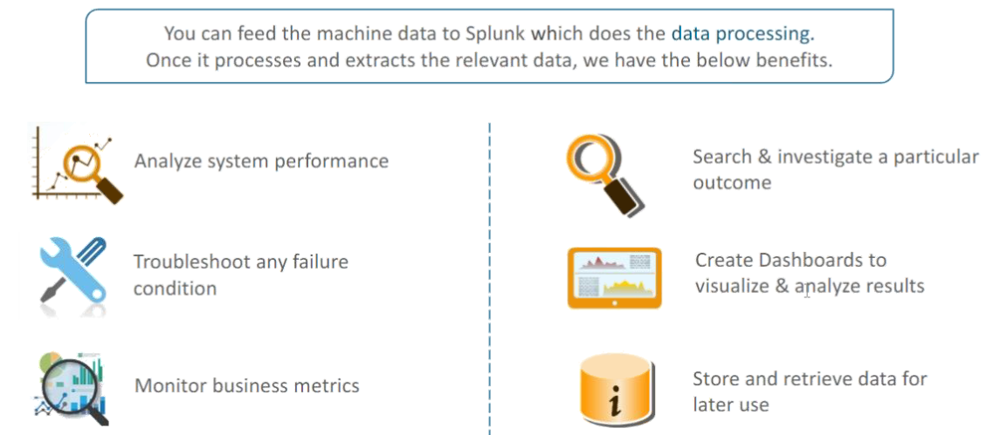 You can feed the machine data to Splunk which does the data processing.
Once it processes and extracts the relevant data, we have the below benefits.
Analyze system performance
Troubleshoot any failure
condition
Monitor business metrics
Search & investigate a particular
outcome
Create Dashboards to
visualize & analyze results
i
Store and retrieve data for
later use